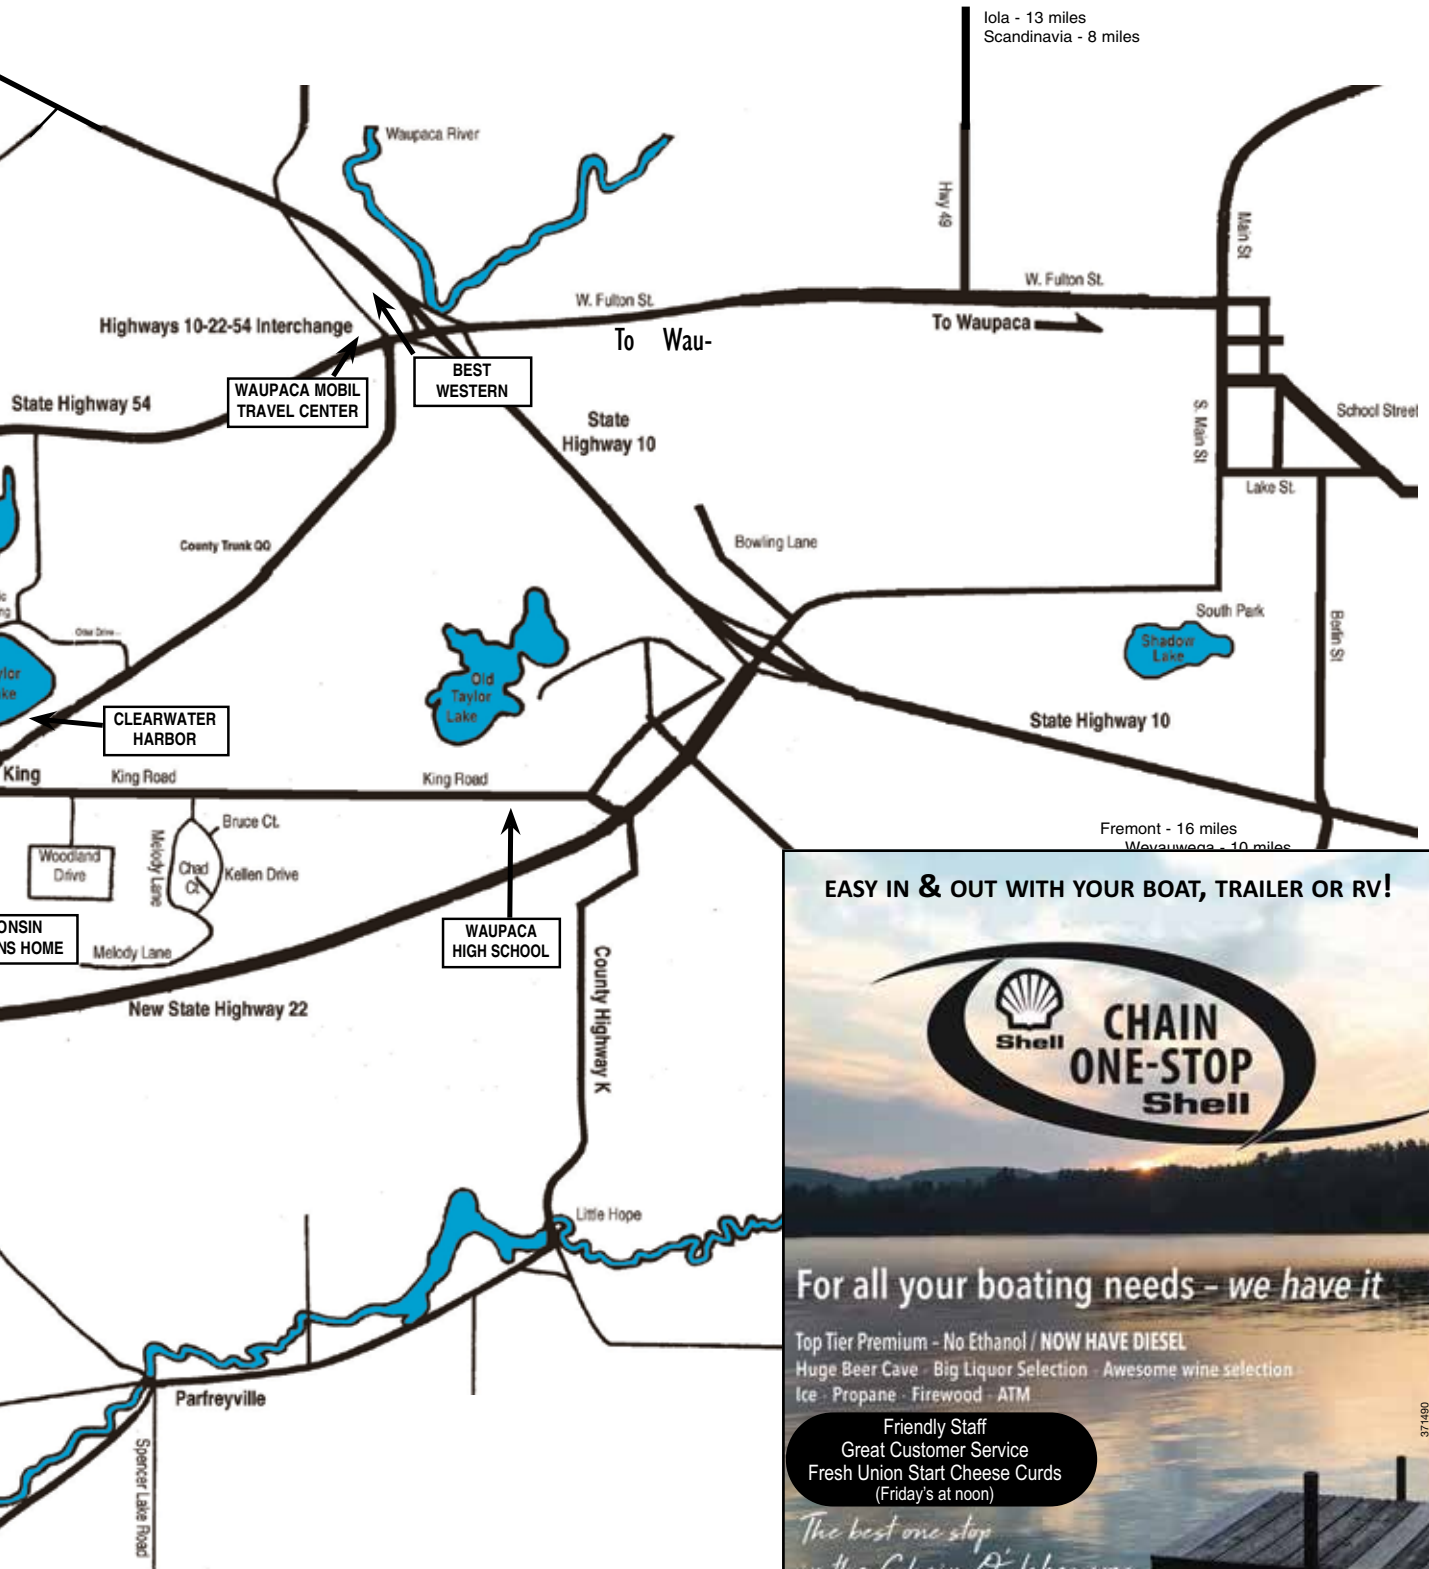 Iola - 13 miles
Scandinavia - 8 miles
Waupaca River
Hwy 49
Main St
W. Fulton St.
W. Fulton St.
Highways 10-22-54 Interchange
To Waupaca
To Wau-
BEST
WESTERN
WAUPACA MOBIL
TRAVEL CENTER
State Highway 54
State
Highway 10
S. Main St
School Street
Lake St.
County Trunk QQ
Bowling Lane
South Park
Berlin St
Otter Drive
Shadow
Lake
Old
Taylor
Lake
CLEARWATER
HARBOR
State Highway 10
King
King Road
King Road
Bruce Ct.
Melody Lane
Woodland
Drive
Chad
Ct.
Kellen Drive
Fremont - 16 miles
Weyauwega - 10 miles
NS HOME
Melody Lane
WAUPACA
HIGH SCHOOL
County Highway K
New State Highway 22
Little Hope
Parfreyville
Spencer Lake Road
EASY IN & OUT WITH YOUR BOAT, TRAILER OR RV!
Shell
CHAIN
ONE-STOP
Shell
For all your boating needs – we have it
Top Tier Premium – No Ethanol / NOW HAVE DIESEL
Huge Beer Cave - Big Liquor Selection - Awesome wine selection
Ice - Propane - Firewood - ATM
Friendly Staff
Great Customer Service
Fresh Union Start Cheese Curds
(Friday's at noon)
371490
The best one stop